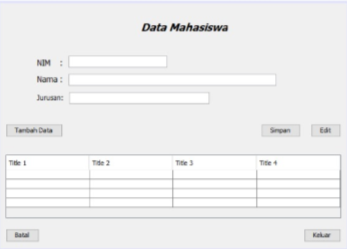 Data Mahasiswa
NIM :
Nama :
Jurusan:
Tambah Data Simpan Edit
Title 1 Title 2 Title 3 Title 4
Batal Keluar